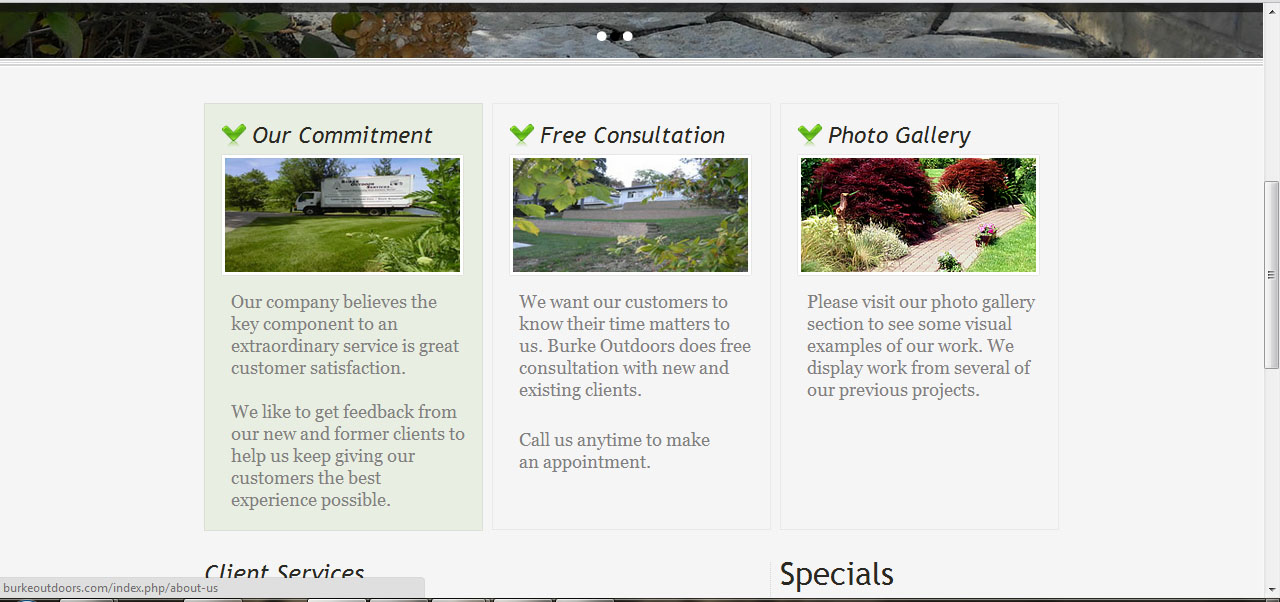 Our Commitment
Our company believes the
key component to an
extraordinary service is great
customer satisfaction.
We like to get feedback from
our new and former clients to
help us keep giving our
customers the best
experience possible.
Free Consultation
We want our customers to
know their time matters to
us. Burke Outdoors does free
consultation with new and
existing clients.
Call us anytime to make
an appointment.
Photo Gallery
Please visit our photo gallery
section to see some visual
examples of our work. We
display work from several of
our previous projects.
Client Services
Specials
burkeoutdoors.com/index.php/about-us